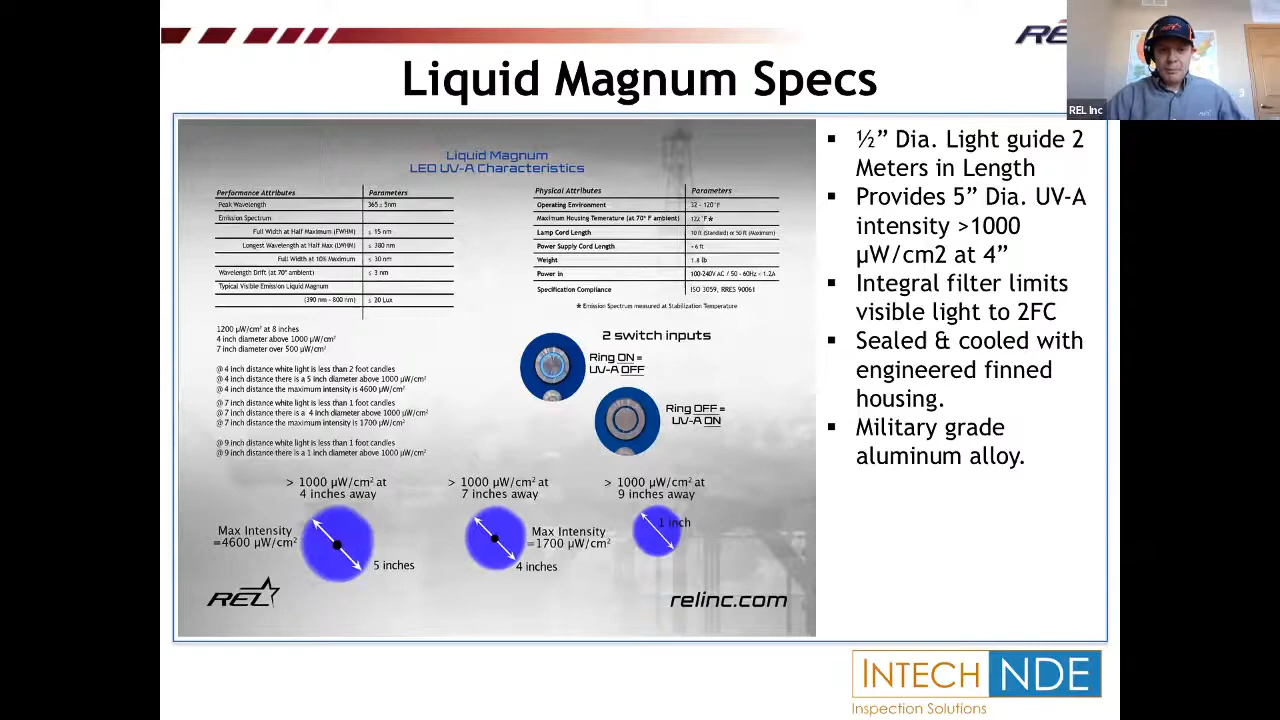 REL
REL Inc
Liquid Magnum Specs
Liquid Magnum
LED UV-A Characteristics
Performance Attributes Parameters
Peak Wavelength 365 ± 5nm
Emission Spectrum
Full Width at Half Maximum (FWHM) ≤ 15 nm
Longest Wavelength at Half Max (LWHM) ≤ 380 nm
Full Width at 10% Maximum ≤ 30 nm
Wavelength Drift (at 70° ambient) ≤ 3 nm
Typical Visible Emission Liquid Magnum
(390 nm - 800 nm) ≤ 20 Lux
Physical Attributes Parameters
Operating Environment 32 - 120°F
Maximum Housing Temerature (at 70° F ambient) 122 °F *
Lamp Cord Length 10 ft (Standard) or 50 ft (Maximum)
Power Supply Cord Length ~ 6 ft
Weight 1.8 lb
Power in 100-240V AC / 50 - 60Hz < 1.2A
Specification Compliance ISO 3059, RRES 90061
* Emission Spectrum measured at Stabilization Temperature
1200 µW/cm² at 8 inches
4 inch diameter above 1000 µW/cm²
7 inch diameter over 500 µW/cm²
@ 4 inch distance white light is less than 2 foot candles
@ 4 inch distance there is a 5 inch diameter above 1000 µW/cm²
@ 4 inch distance the maximum intensity is 4600 µW/cm²
@ 7 inch distance white light is less than 1 foot candles
@ 7 inch distance there is a 4 inch diameter above 1000 µW/cm²
@ 7 inch distance the maximum intensity is 1700 µW/cm²
@ 9 inch distance white light is less than 1 foot candles
@ 9 inch distance there is a 1 inch diameter above 1000 µW/cm²
2 switch inputs
Ring ON =
UV-A OFF
Ring OFF =
UV-A ON
> 1000 µW/cm² at
4 inches away
Max Intensity
=4600 µW/cm²
5 inches
> 1000 µW/cm² at
7 inches away
Max Intensity
=1700 µW/cm²
4 inches
> 1000 µW/cm² at
9 inches away
1 inch
REL
relinc.com
▪ ½” Dia. Light guide 2
Meters in Length
▪ Provides 5” Dia. UV-A
intensity >1000
µW/cm2 at 4”
▪ Integral filter limits
visible light to 2FC
▪ Sealed & cooled with
engineered finned
housing.
▪ Military grade
aluminum alloy.
INTECH NDE
Inspection Solutions